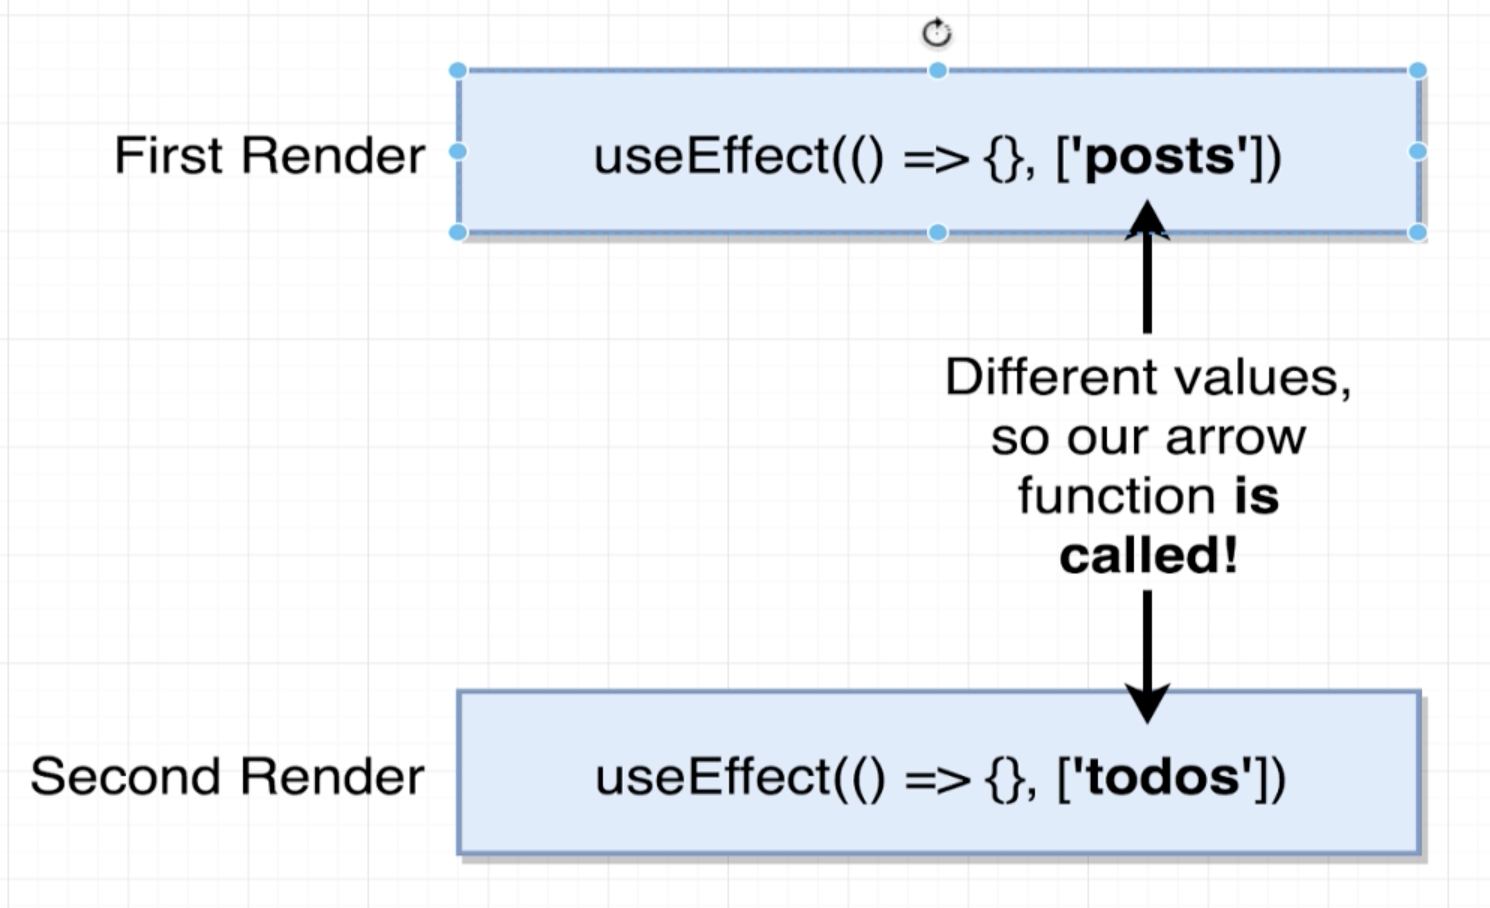 First Render
useEffect(() => {}, ['posts'])
Different values,
so our arrow
function is
called!
Second Render
useEffect(() => {}, ['todos'])